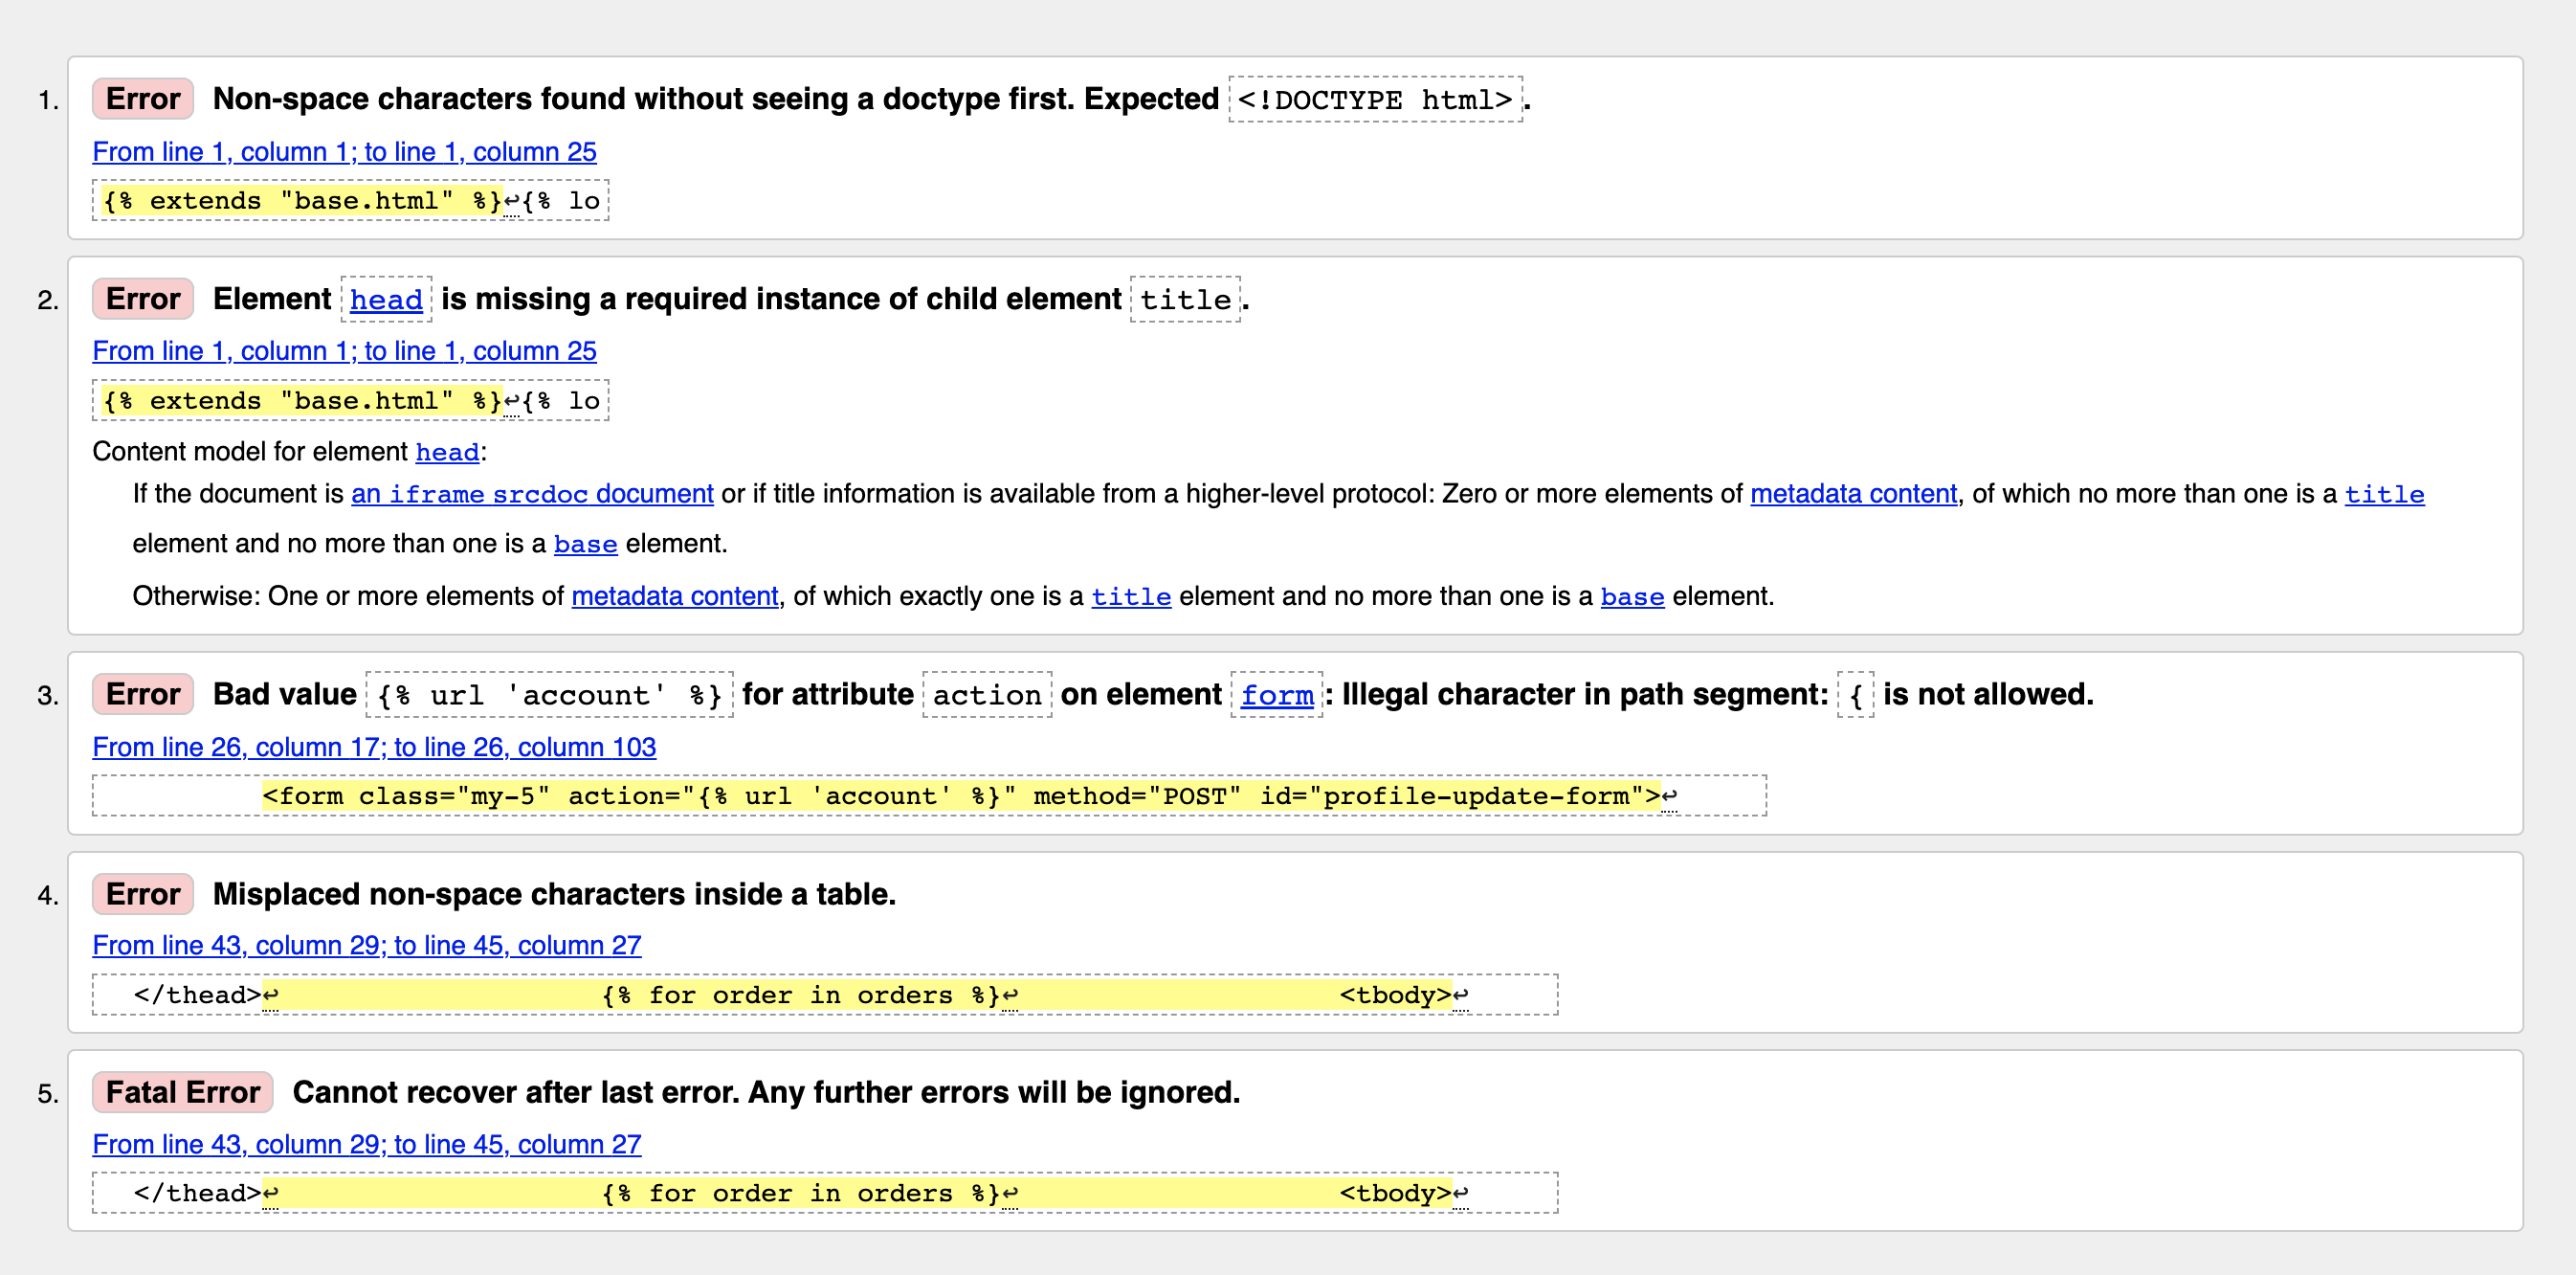 1. Error Non-space characters found without seeing a doctype first. Expected <!DOCTYPE html>.
From line 1, column 1; to line 1, column 25
{% extends "base.html" %}↩{% lo
2. Error Element head is missing a required instance of child element title.
From line 1, column 1; to line 1, column 25
{% extends "base.html" %}↩{% lo
Content model for element head:
If the document is an iframe srcdoc document or if title information is available from a higher-level protocol: Zero or more elements of metadata content, of which no more than one is a title
element and no more than one is a base element.
Otherwise: One or more elements of metadata content, of which exactly one is a title element and no more than one is a base element.
3. Error Bad value {% url 'account' %} for attribute action on element form: Illegal character in path segment: { is not allowed.
From line 26, column 17; to line 26, column 103
<form class="my-5" action="{% url 'account' %}" method="POST" id="profile-update-form">↩
4. Error Misplaced non-space characters inside a table.
From line 43, column 29; to line 45, column 27
</thead>↩ {% for order in orders %}↩ <tbody>↩
5. Fatal Error Cannot recover after last error. Any further errors will be ignored.
From line 43, column 29; to line 45, column 27
</thead>↩ {% for order in orders %}↩ <tbody>↩